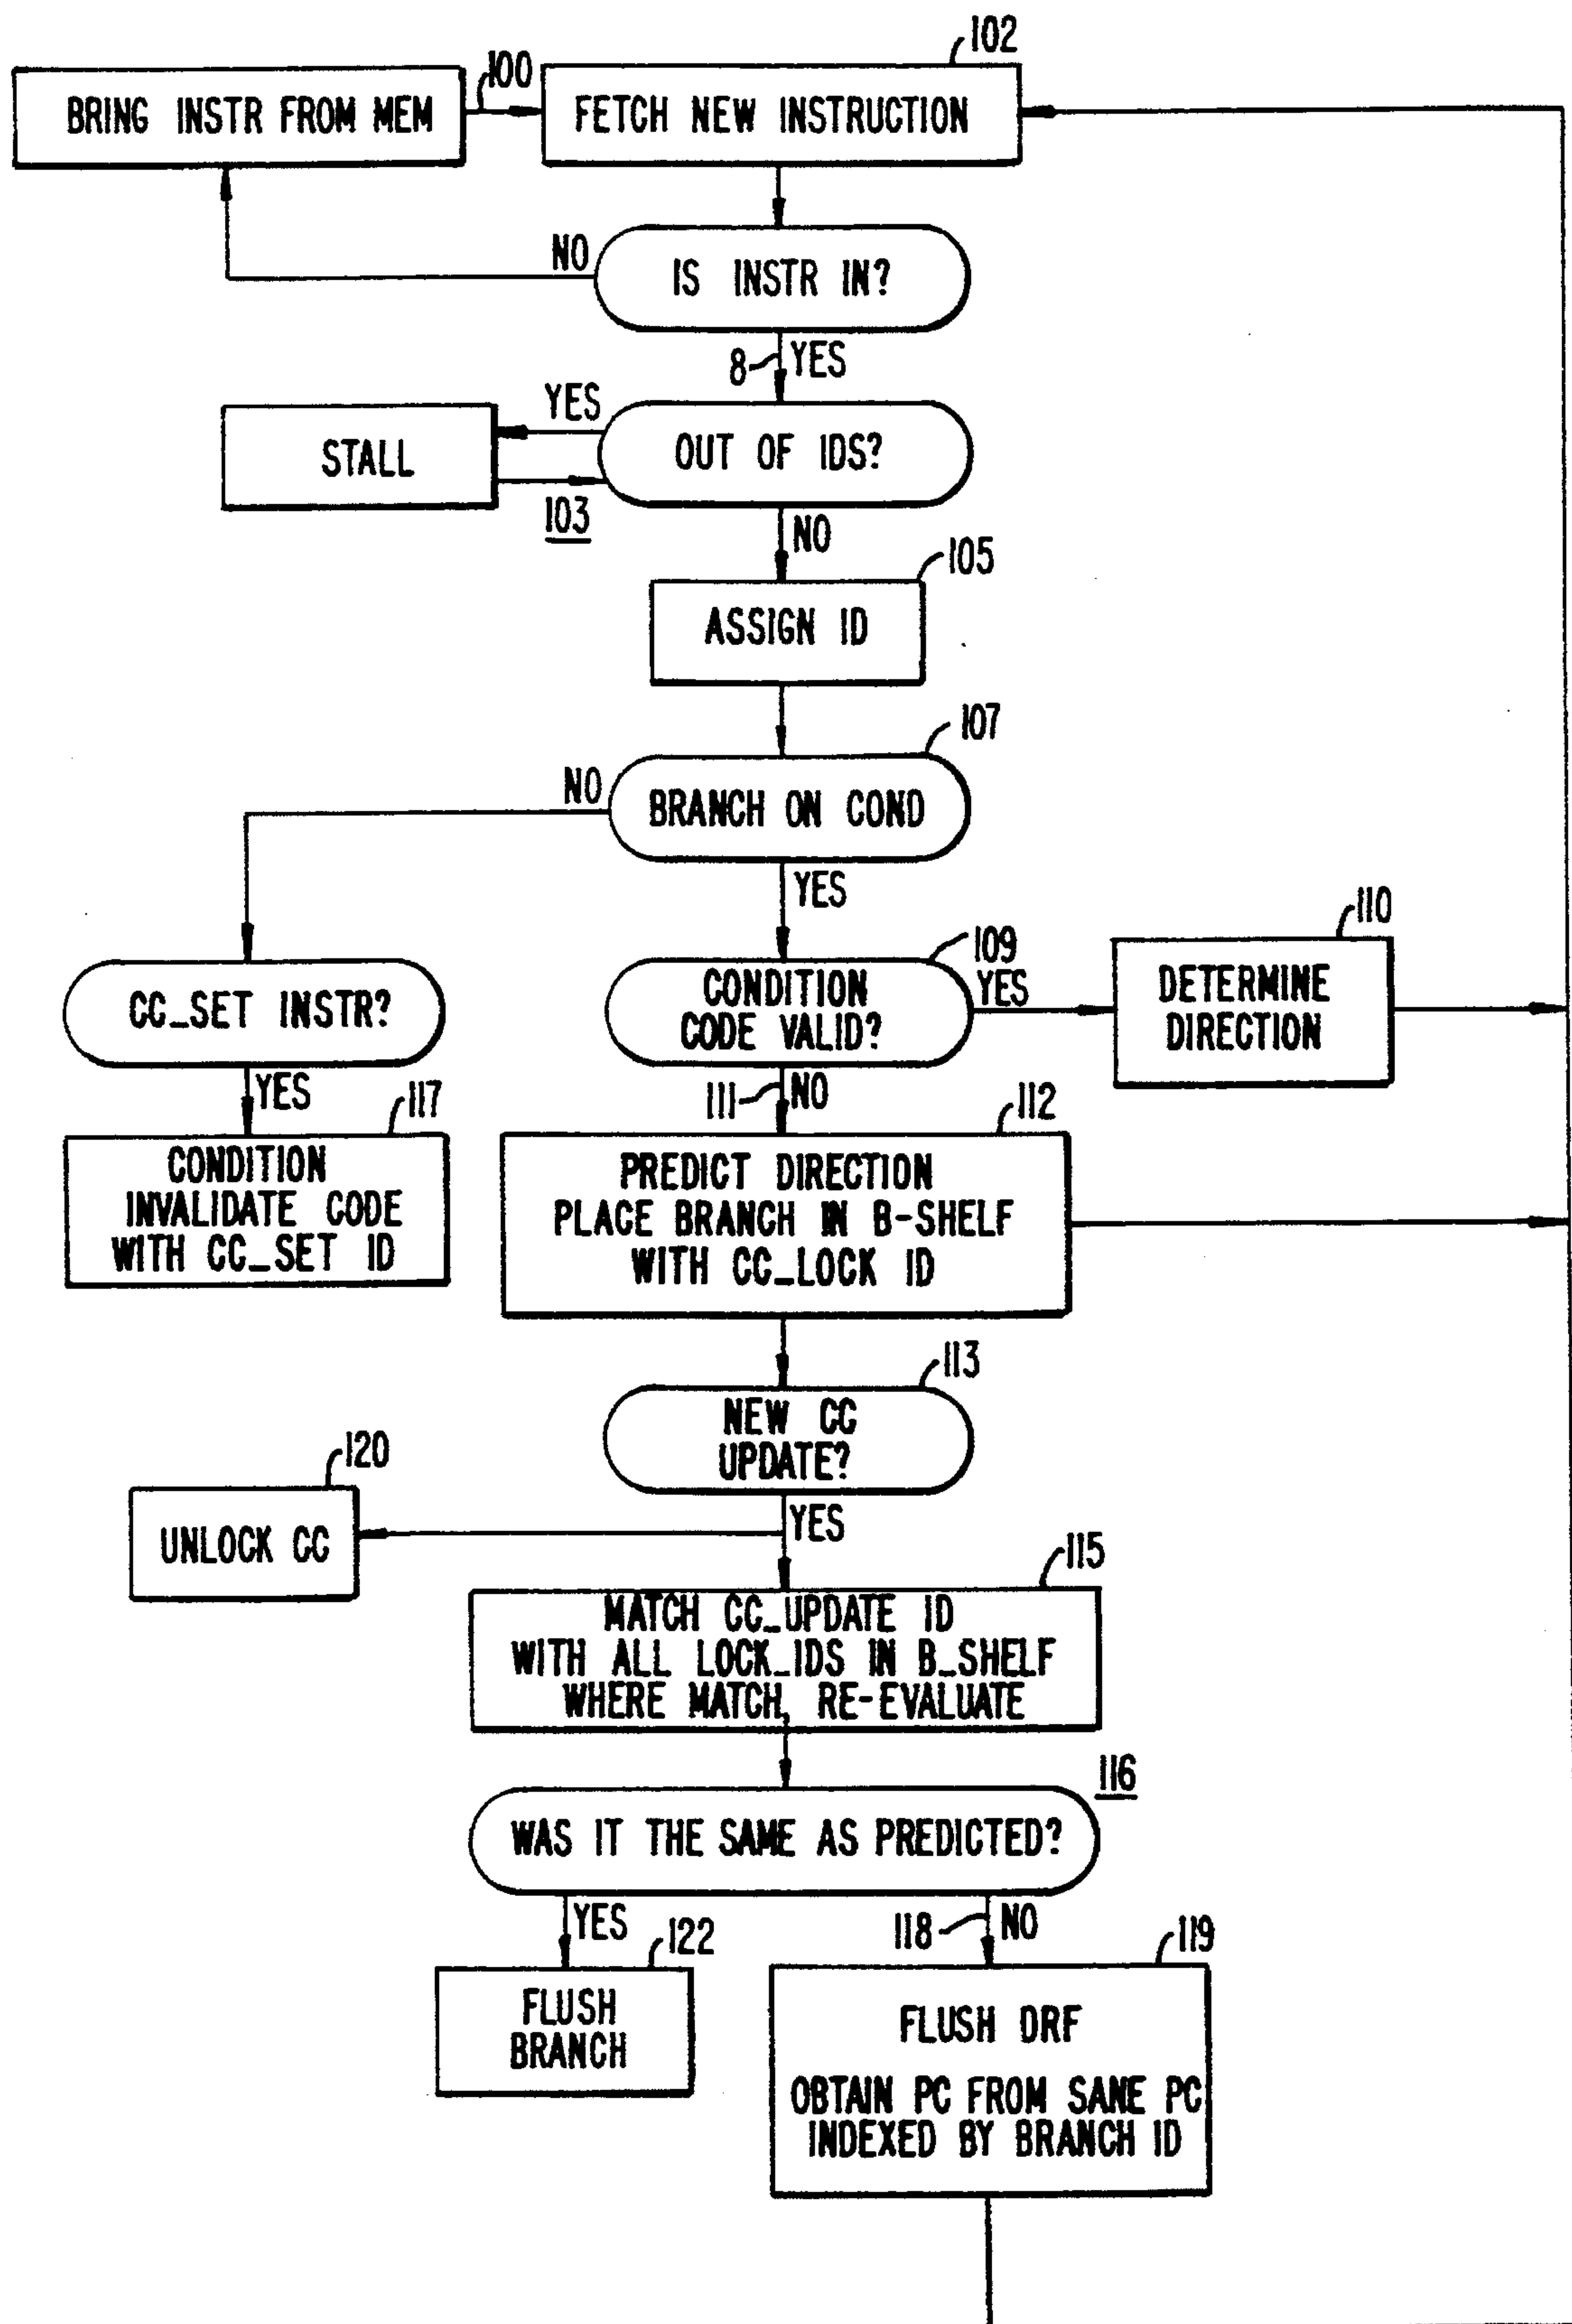 102
100
BRING INSTR FROM MEM
FETCH NEW INSTRUCTION
NO
IS INSTR IN?
8
YES
YES
STALL
OUT OF IDS?
103
NO
105
ASSIGN ID
107
NO
BRANCH ON COND
YES
110
109
YES
CC_SET INSTR?
CONDITION
CODE VALID?
DETERMINE
DIRECTION
YES
117
111
NO
112
CONDITION
INVALIDATE CODE
WITH CC_SET ID
PREDICT DIRECTION
PLACE BRANCH IN B-SHELF
WITH CC_LOCK ID
113
NEW CC
UPDATE?
120
YES
UNLOCK CC
115
MATCH CC_UPDATE ID
WITH ALL LOCK_IDS IN B_SHELF
WHERE MATCH, RE-EVALUATE
116
WAS IT THE SAME AS PREDICTED?
YES
122
118
NO
119
FLUSH
BRANCH
FLUSH DRF
OBTAIN PC FROM SANE PC
INDEXED BY BRANCH ID